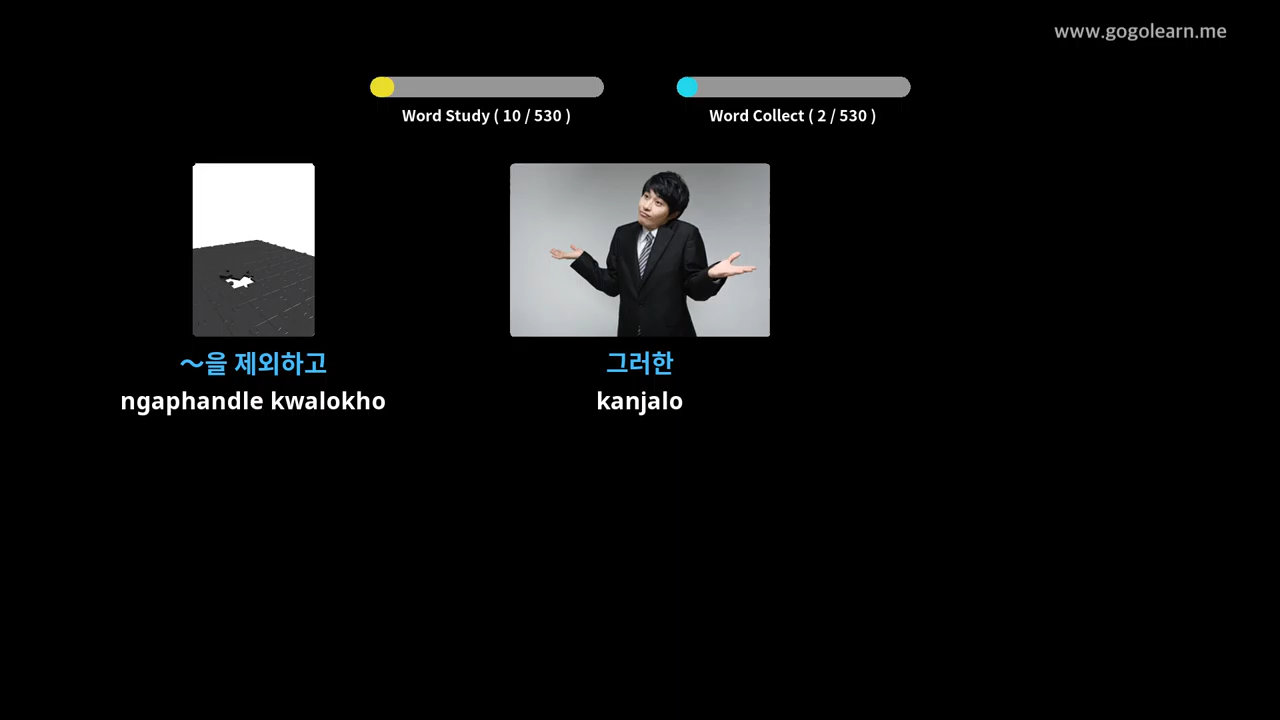 www.gogolearn.me
Word Study ( 10 / 530 )
Word Collect ( 2 / 530 )
～을 제외하고
ngaphandle kwalokho
그러한
kanjalo